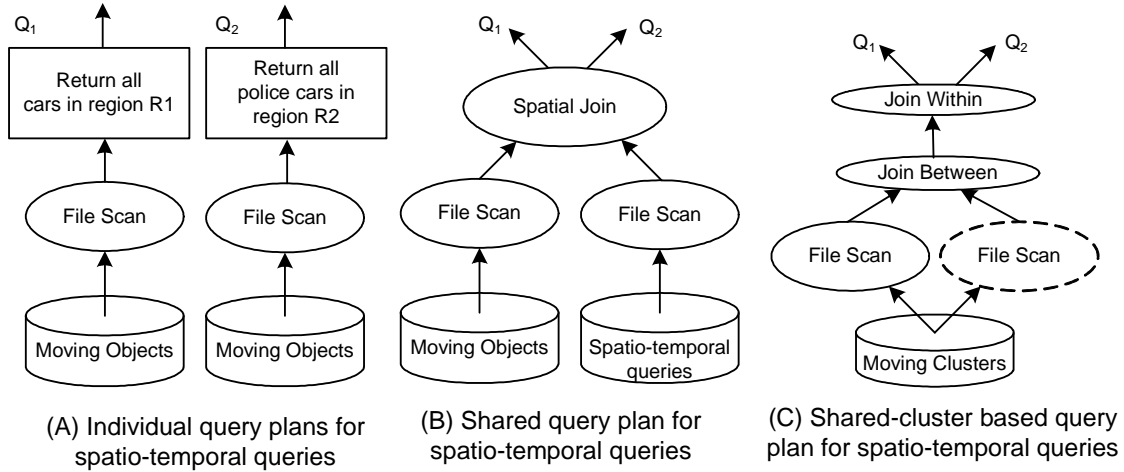 Q1
Return all
cars in region R1
File Scan
Moving Objects
Q2
Return all
police cars in
region R2
File Scan
Moving Objects
(A) Individual query plans for
spatio-temporal queries
Q1
Q2
Spatial Join
File Scan
File Scan
Moving Objects
Spatio-temporal
queries
(B) Shared query plan for
spatio-temporal queries
Q1
Q2
Join Within
Join Between
File Scan
File Scan
Moving Clusters
(C) Shared-cluster based query
plan for spatio-temporal queries